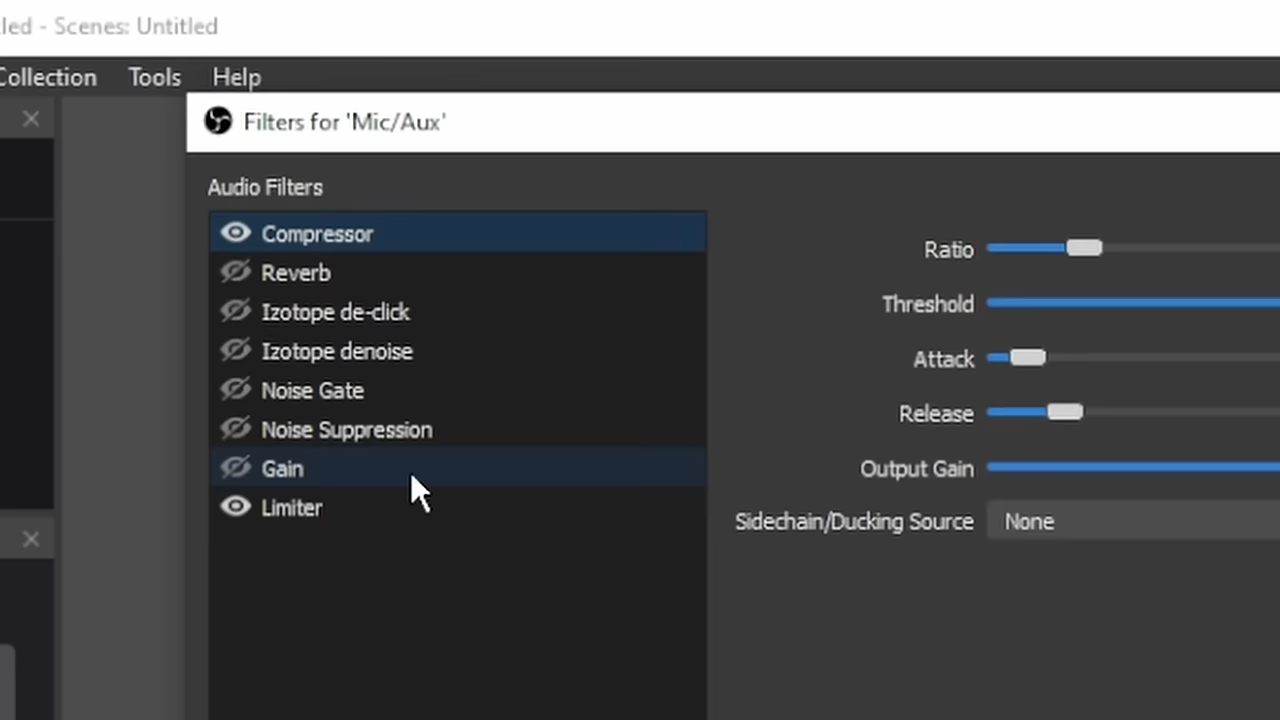 - Scenes: Untitled
Collection Tools Help
Filters for 'Mic/Aux'
Audio Filters
Compressor
Reverb
Izotope de-click
Izotope denoise
Noise Gate
Noise Suppression
Gain
Limiter
Ratio
Threshold
Attack
Release
Output Gain
Sidechain/Ducking Source None